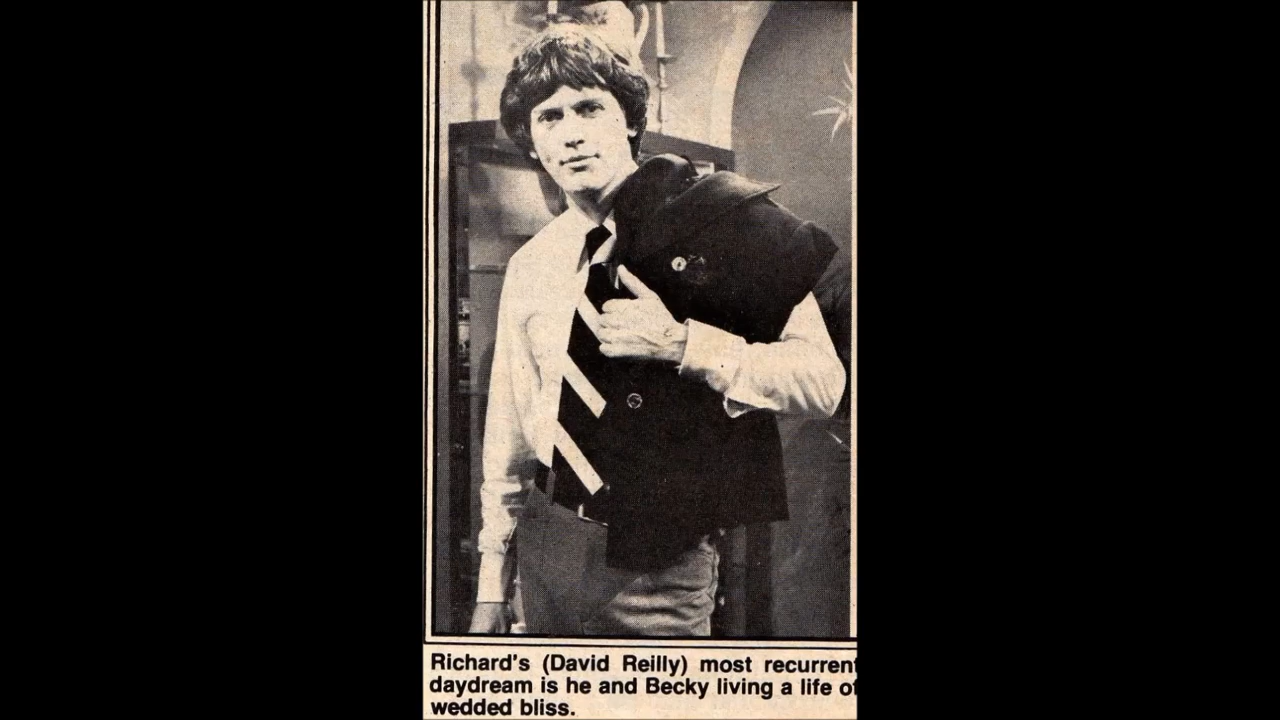 Richard's (David Reilly) most recurrent
daydream is he and Becky living a life of
wedded bliss.